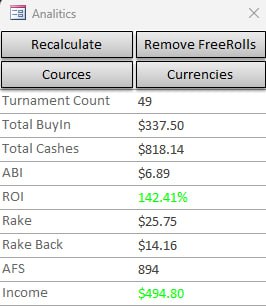 Analitics
Recalculate Remove FreeRolls
Cources Currencies
Turnament Count 49
Total BuyIn $337.50
Total Cashes $818.14
ABI $6.89
ROI 142.41%
Rake $25.75
Rake Back $14.16
AFS 894
Income $494.80